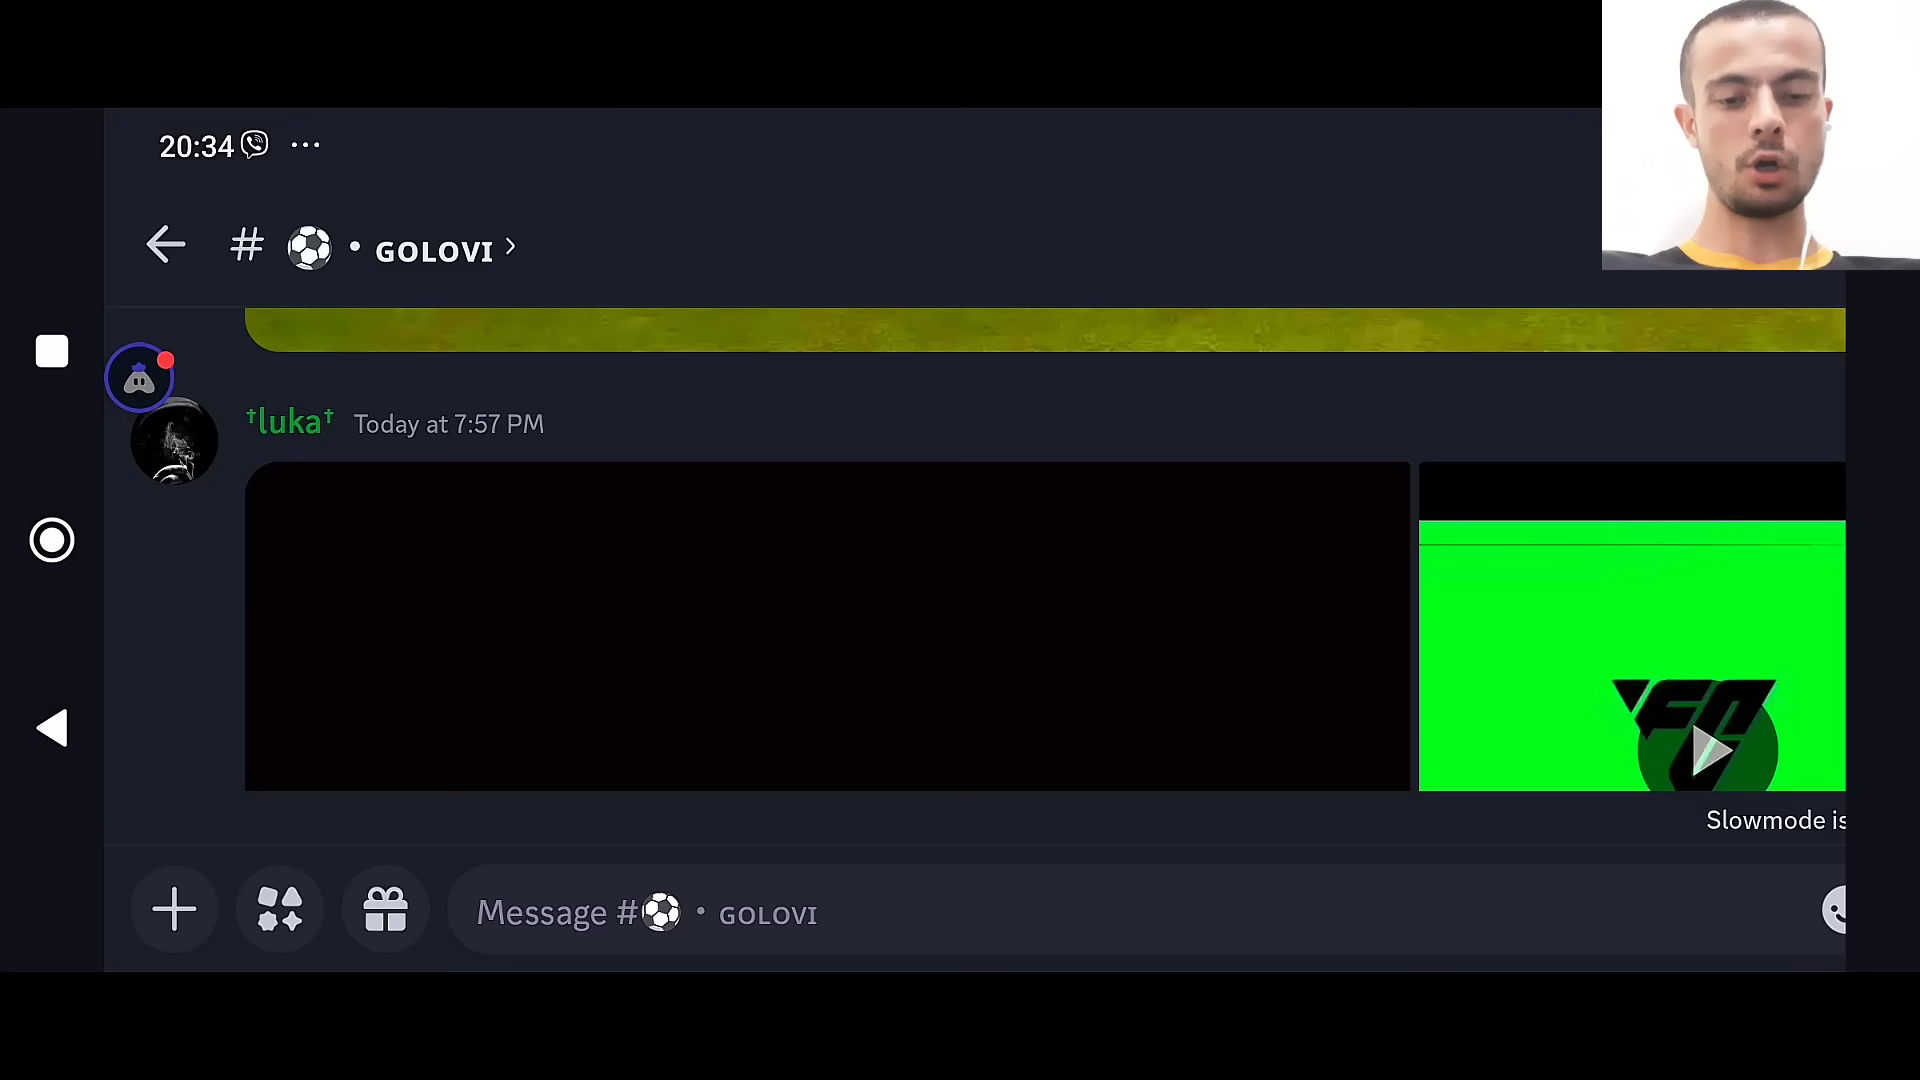 20:34 ...
# ⚽ • GOLOVI >
†luka† Today at 7:57 PM
Slowmode is
Message #⚽ • GOLOVI